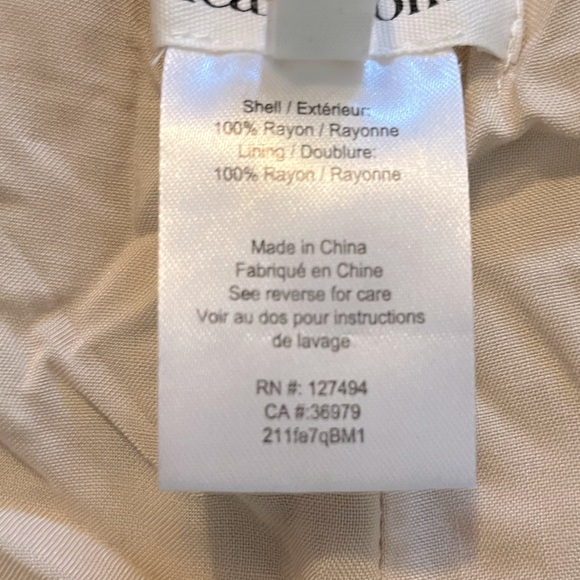 Shell / Extérieur:
100% Rayon / Rayonne
Lining / Doublure:
100% Rayon / Rayonne
Made in China
Fabriqué en Chine
See reverse for care
Voir au dos pour instructions
de lavage
RN #: 127494
CA #:36979
211fe7qBM1